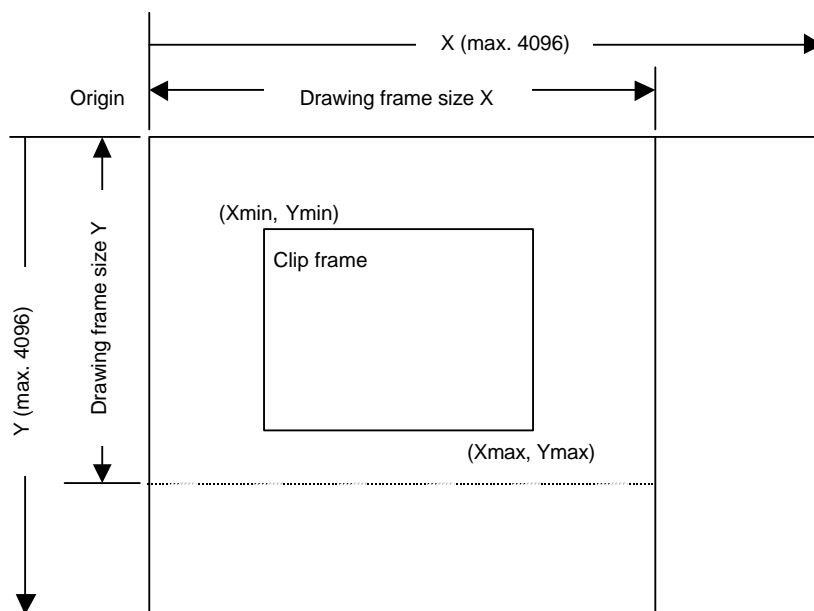 X (max. 4096)
Origin
Drawing frame size X
(Xmin, Ymin)
Clip frame
Drawing frame size Y
Y (max. 4096)
(Xmax, Ymax)